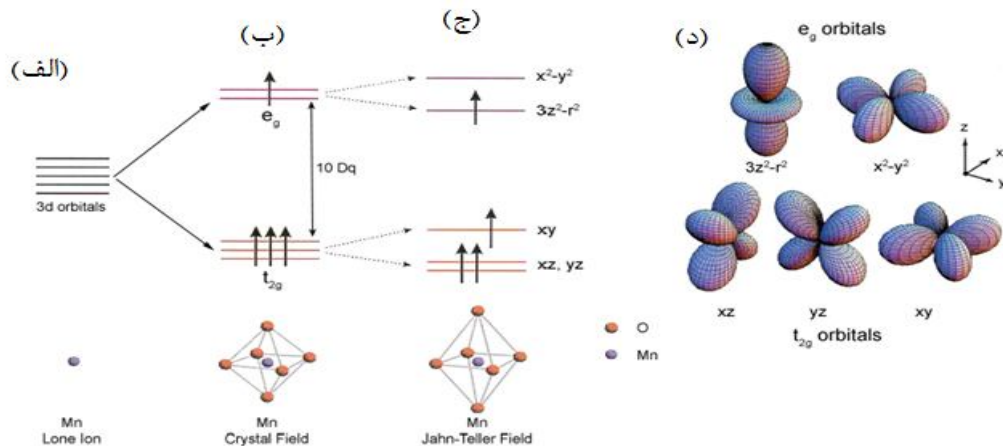 (الف)
(ب)
(ج)
(د)
e_g orbitals
x²-y²
3z²-r²
e_g
10 Dq
3d orbitals
xy
xz, yz
t_2g
3z²-r²
x²-y²
z
x
y
xz
yz
xy
t_2g orbitals
O
Mn
Mn
Lone Ion
Mn
Crystal Field
Mn
Jahn-Teller Field